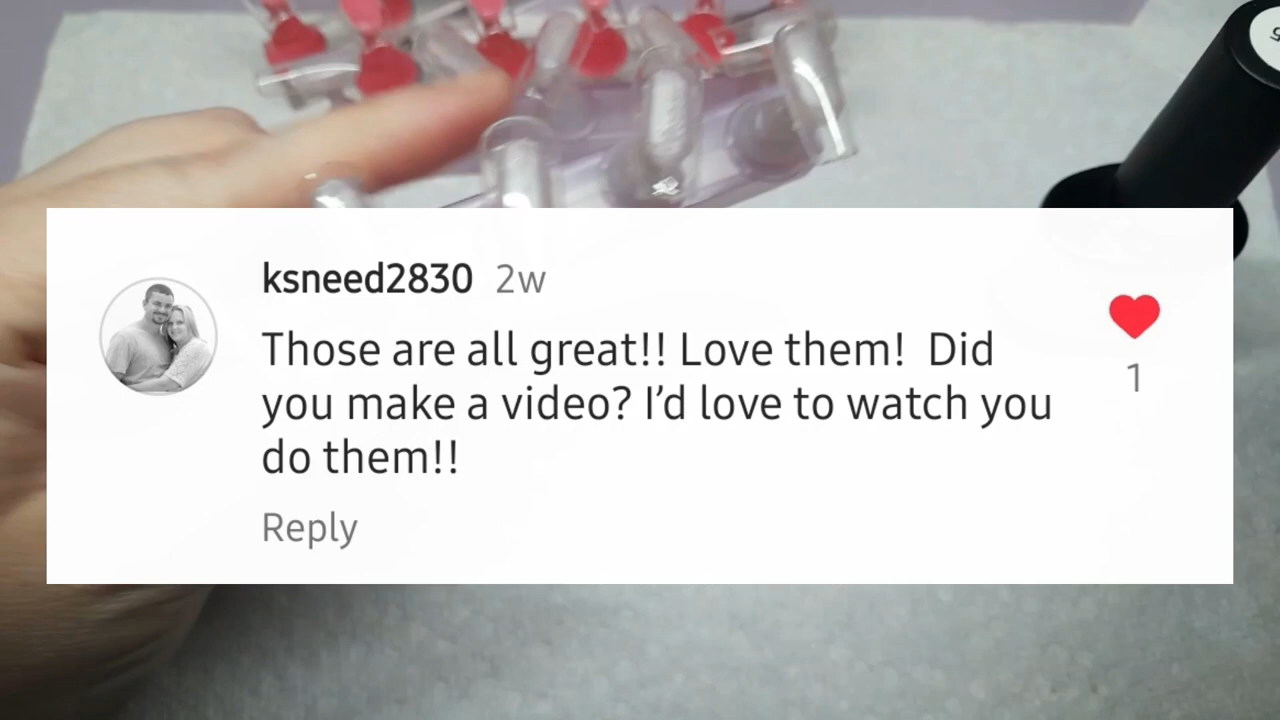 ksneed2830 2w
Those are all great!! Love them! Did
you make a video? I'd love to watch you
do them!!
1
Reply